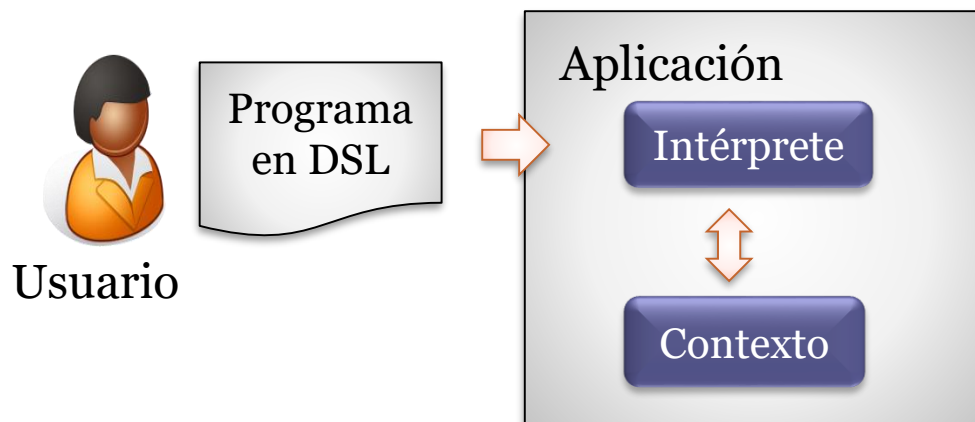 Usuario
Programa
en DSL
Aplicación
Intérprete
Contexto